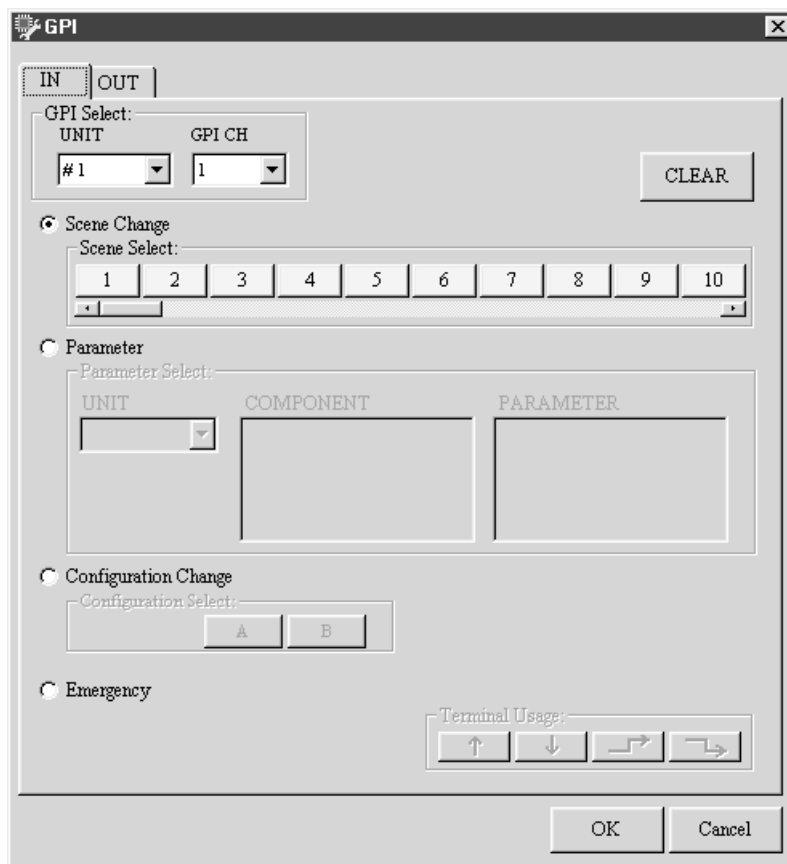 GPI
IN OUT
GPI Select:
UNIT GPI CH
#1 1
CLEAR
Scene Change
Scene Select:
1 2 3 4 5 6 7 8 9 10
Parameter
Parameter Select:
UNIT COMPONENT PARAMETER
Configuration Change
Configuration Select:
A B
Emergency
Terminal Usage:
OK Cancel